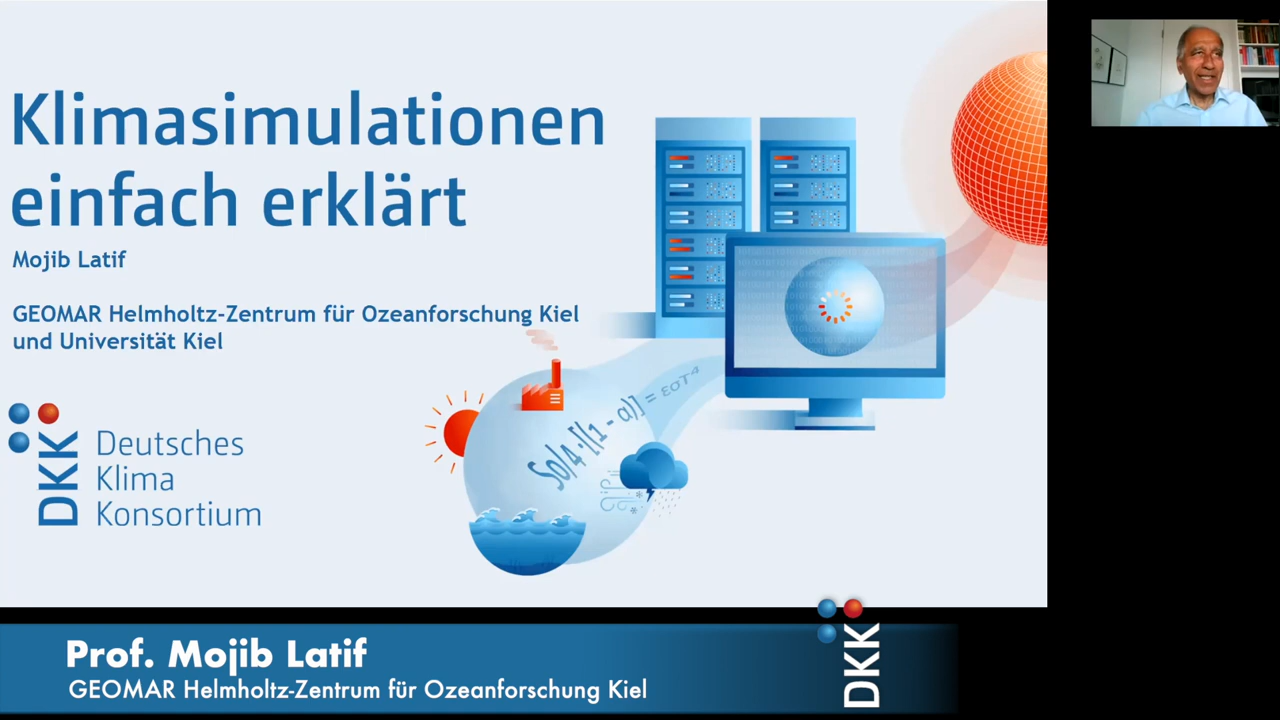 Klimasimulationen
einfach erklärt
Mojib Latif
GEOMAR Helmholtz-Zentrum für Ozeanforschung Kiel
und Universität Kiel
So/4·[(1 - α)] = εσT⁴
DKK
Deutsches
Klima
Konsortium
Prof. Mojib Latif
GEOMAR Helmholtz-Zentrum für Ozeanforschung Kiel
DKK